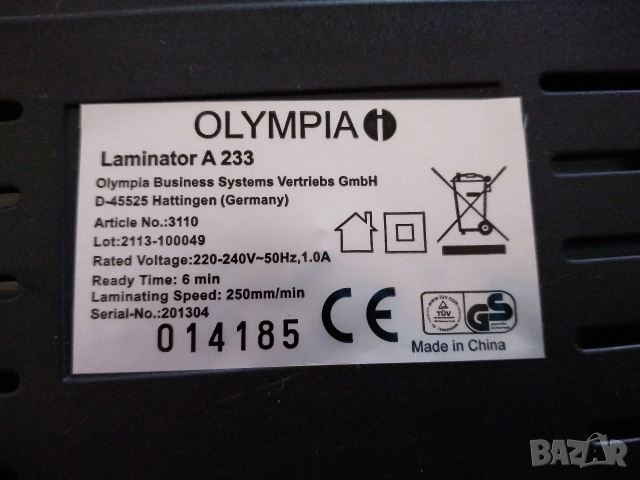 OLYMPIA
Laminator A 233
Olympia Business Systems Vertriebs GmbH
D-45525 Hattingen (Germany)
Article No.:3110
Lot:2113-100049
Rated Voltage:220-240V~50Hz,1.0A
Ready Time: 6 min
Laminating Speed: 250mm/min
Serial-No.:201304
014185
CE
TÜV
GS
Made in China
BAZAR